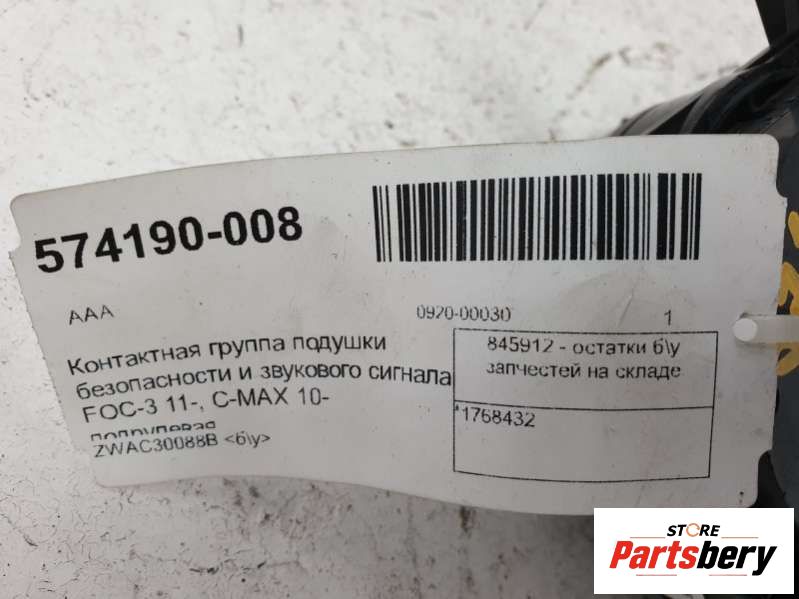 574190-008
AAA
0920-00030
1
Контактная группа подушки
безопасности и звукового сигнала
FOC-3 11-, C-MAX 10-
подрулевая
ZWAC30088B <б\у>
845912 - остатки б\у
запчестей на складе
*1768432
STORE
Partsbery